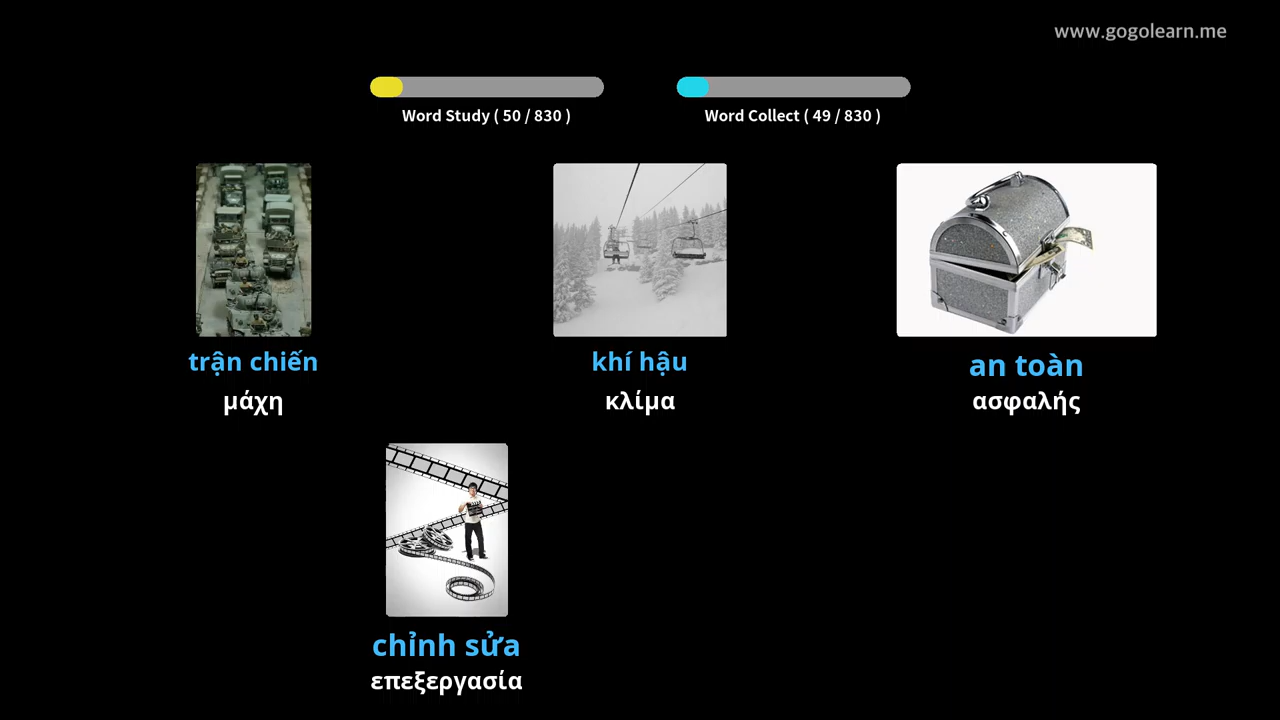 www.gogolearn.me
Word Study ( 50 / 830 )
Word Collect ( 49 / 830 )
trận chiến
μάχη
khí hậu
κλίμα
an toàn
ασφαλής
chỉnh sửa
επεξεργασία